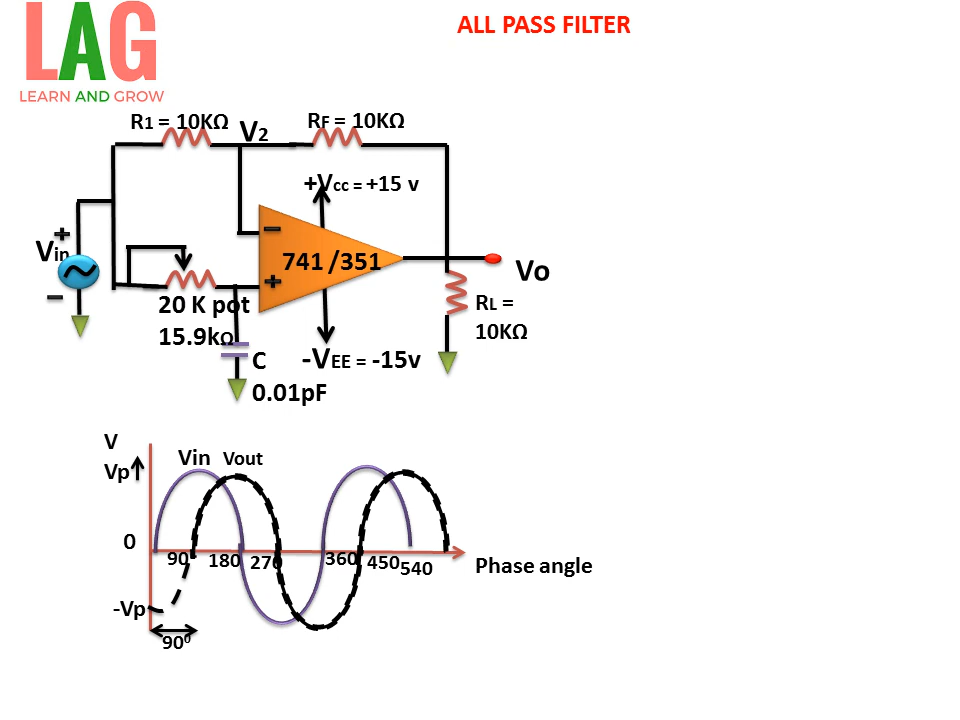 LAG
LEARN AND GROW
ALL PASS FILTER
R1 = 10KΩ
V2
RF = 10KΩ
+Vcc = +15 v
+
Vin
−
−
741 /351
+
Vo
20 K pot
15.9kΩ
RL =
10KΩ
C
0.01pF
-VEE = -15v
V
Vp
Vin
Vout
0
90
180
270
360
450
540
Phase angle
-Vp
90⁰